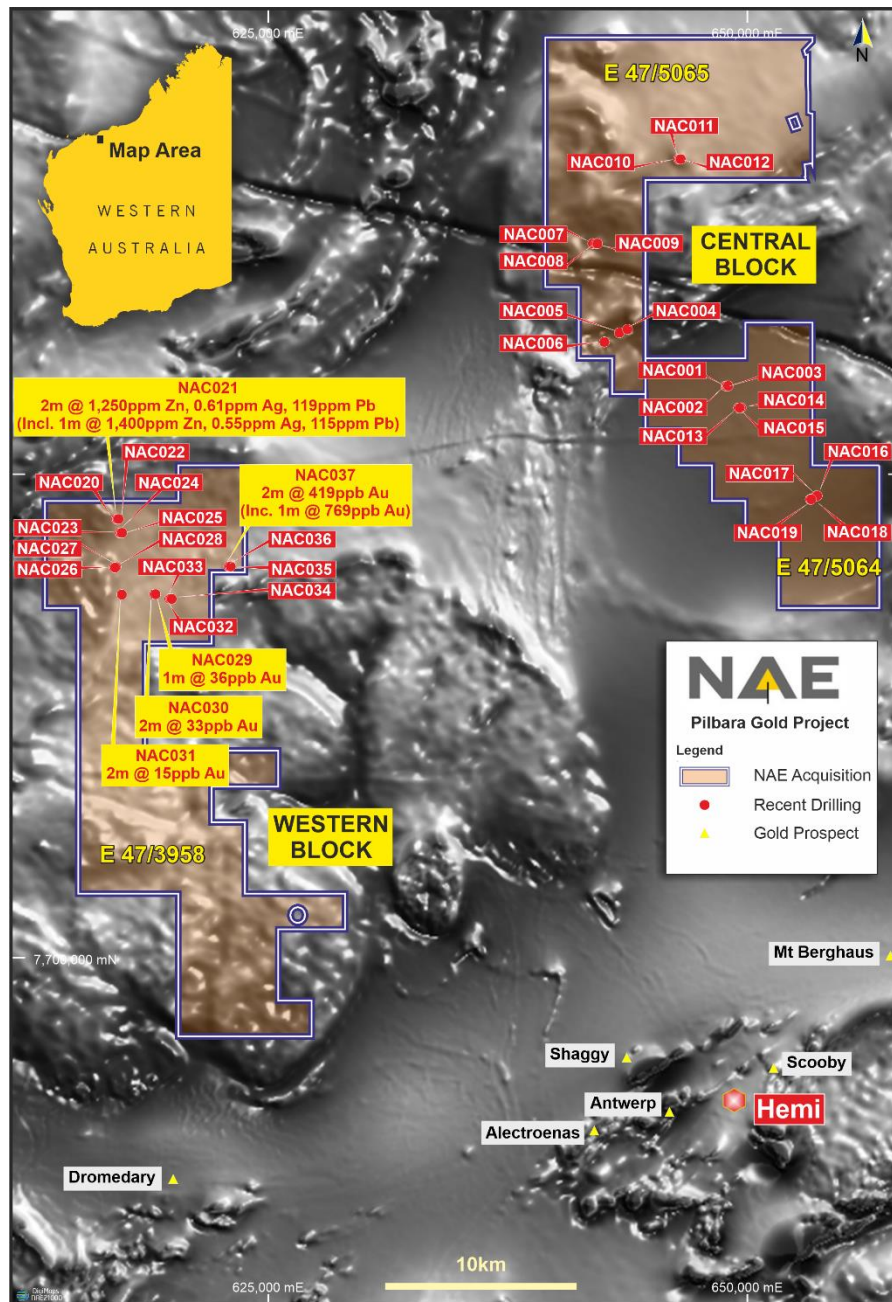 625,000 mE
650,000 mE
N
Map Area
WESTERN
AUSTRALIA
E 47/5065
NAC011
NAC010
NAC012
NAC007
NAC009
NAC008
CENTRAL
BLOCK
NAC005
NAC004
NAC006
NAC001
NAC003
NAC002
NAC014
NAC013
NAC015
NAC016
NAC017
NAC019
NAC018
E 47/5064
NAC021
2m @ 1,250ppm Zn, 0.61ppm Ag, 119ppm Pb
(Incl. 1m @ 1,400ppm Zn, 0.55ppm Ag, 115ppm Pb)
NAC022
NAC020
NAC024
NAC037
2m @ 419ppb Au
(Inc. 1m @ 769ppb Au)
NAC023
NAC025
NAC027
NAC028
NAC036
NAC026
NAC033
NAC035
NAC034
NAC032
NAC029
1m @ 36ppb Au
NAC030
2m @ 33ppb Au
NAC031
2m @ 15ppb Au
WESTERN
BLOCK
E 47/3958
NAE
Pilbara Gold Project
Legend
NAE Acquisition
Recent Drilling
Gold Prospect
7,700,000 mN
Mt Berghaus
Shaggy
Scooby
Antwerp
Hemi
Alectroenas
Dromedary
10km
625,000 mE
650,000 mE
DigiMaps